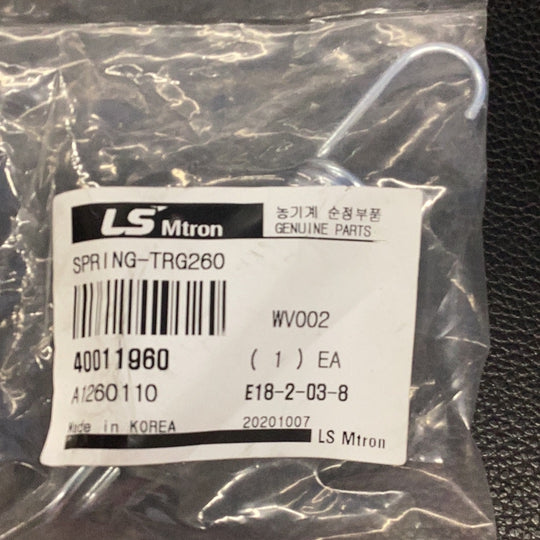 LS Mtron
농기계 순정부품
GENUINE PARTS
SPRING-TRG260
WV002
40011960
( 1 ) EA
A1260110
E18-2-03-8
Made in KOREA
20201007
LS Mtron